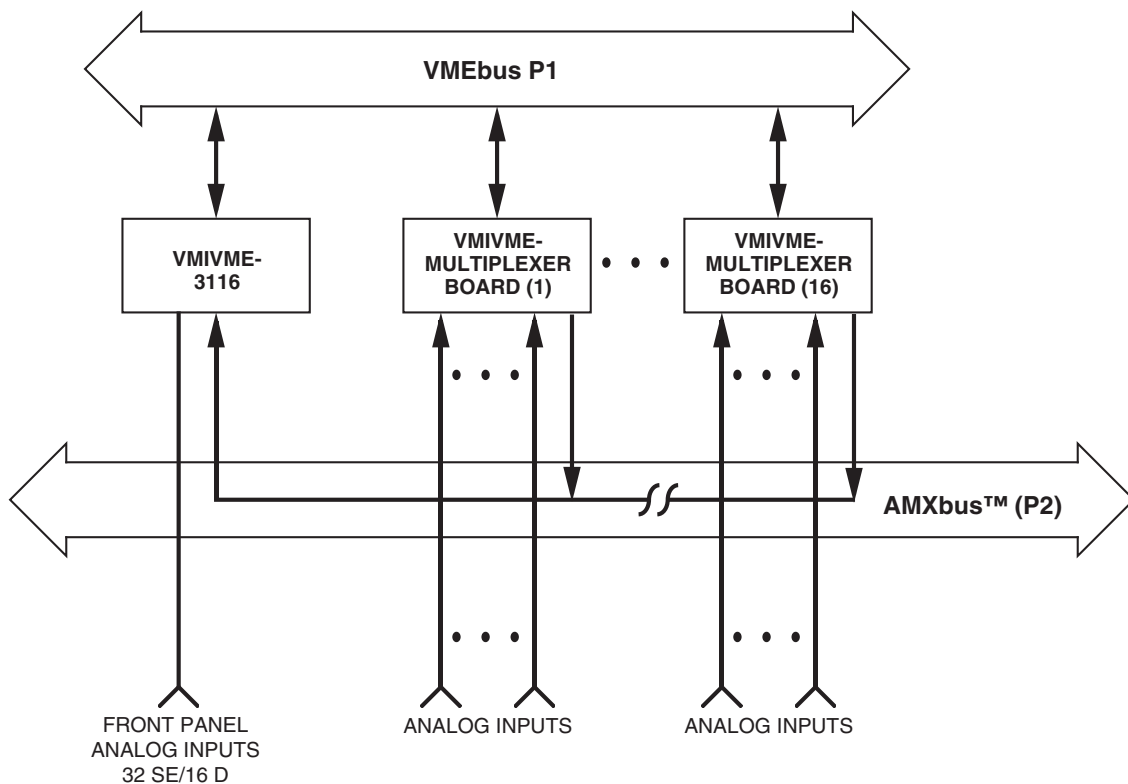 VMEbus P1
VMIVME-
3116
VMIVME-
MULTIPLEXER
BOARD (1)
VMIVME-
MULTIPLEXER
BOARD (16)
AMXbus™ (P2)
FRONT PANEL
ANALOG INPUTS
32 SE/16 D
ANALOG INPUTS
ANALOG INPUTS